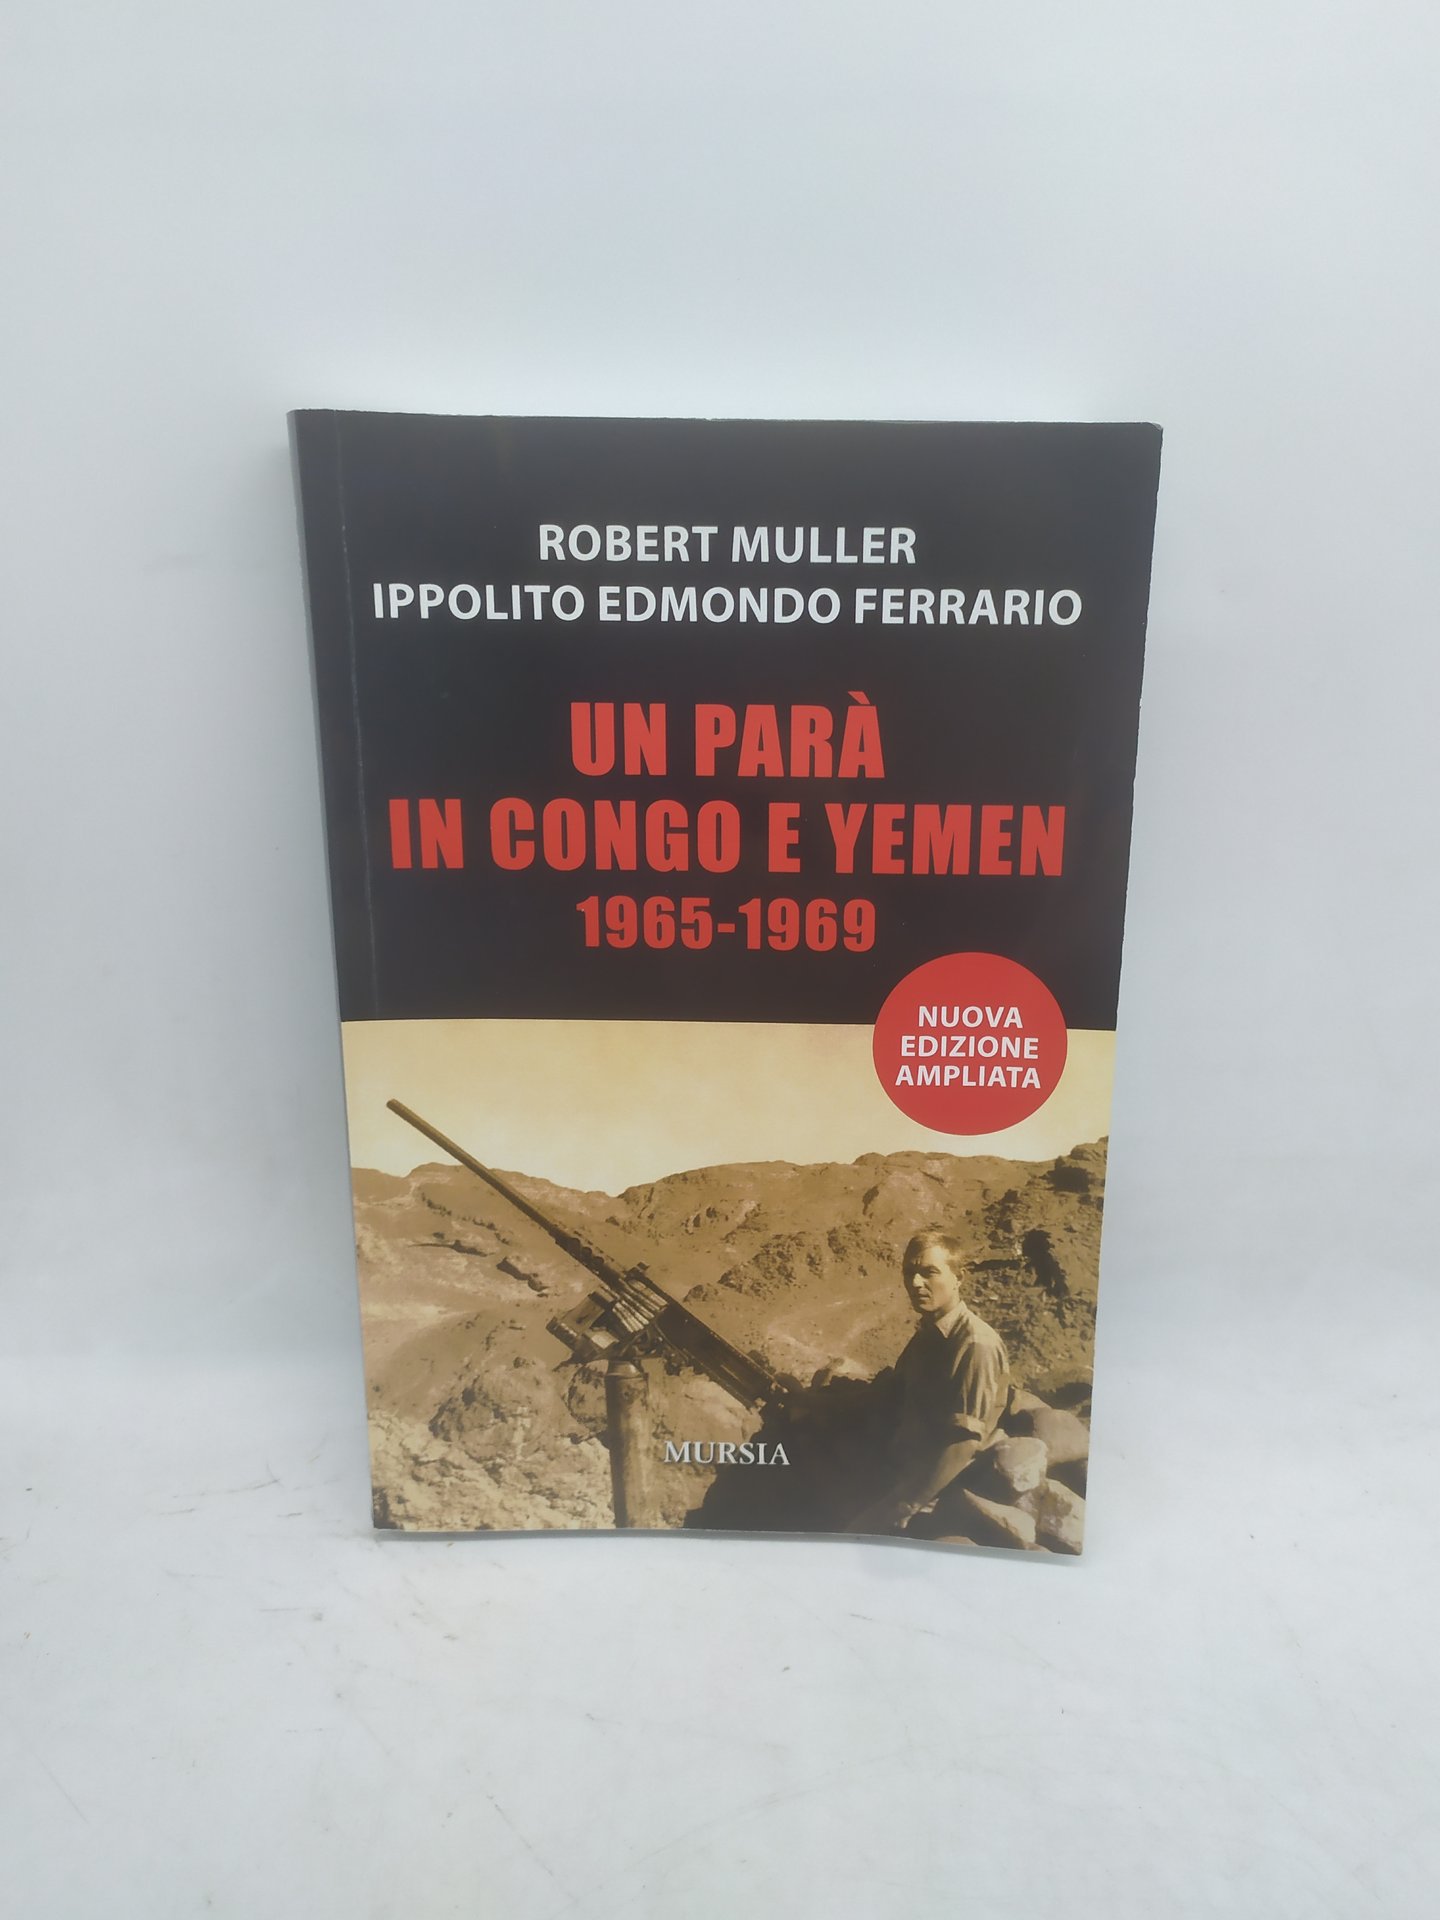 ROBERT MULLER
IPPOLITO EDMONDO FERRARIO
UN PARÀ
IN CONGO E YEMEN
1965-1969
NUOVA
EDIZIONE
AMPLIATA
MURSIA